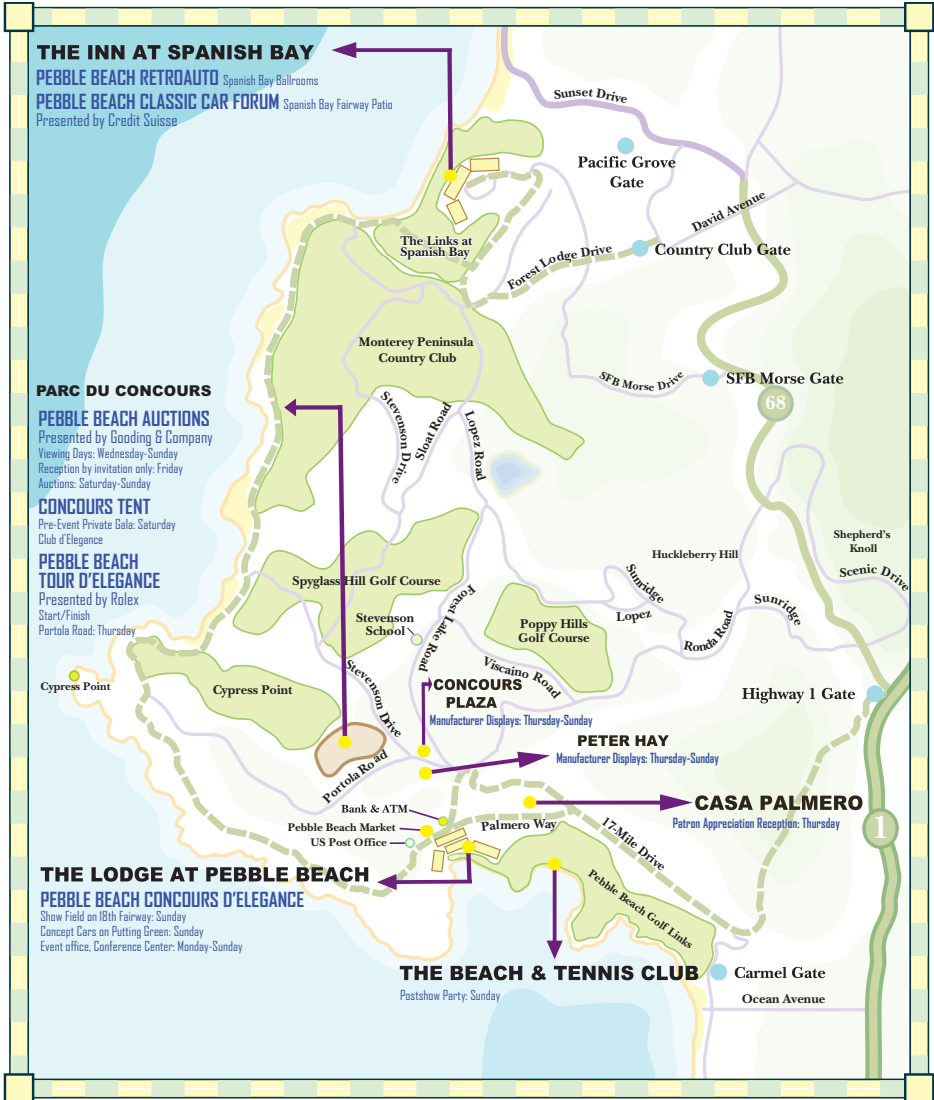 THE INN AT SPANISH BAY
PEBBLE BEACH RETROAUTO Spanish Bay Ballrooms
PEBBLE BEACH CLASSIC CAR FORUM Spanish Bay Fairway Patio
Presented by Credit Suisse
Sunset Drive
Pacific Grove
Gate
David Avenue
The Links at
Spanish Bay
Forest Lodge Drive
Country Club Gate
Monterey Peninsula
Country Club
SFB Morse Drive
SFB Morse Gate
68
PARC DU CONCOURS
PEBBLE BEACH AUCTIONS
Presented by Gooding & Company
Viewing Days: Wednesday-Sunday
Reception by invitation only: Friday
Auctions: Saturday-Sunday
CONCOURS TENT
Pre-Event Private Gala: Saturday
Club d'Elegance
PEBBLE BEACH
TOUR D'ELEGANCE
Presented by Rolex
Start/Finish
Portola Road: Thursday
Stevenson Drive
Sloat Road
Lopez Road
Shepherd's
Knoll
Huckleberry Hill
Scenic Drive
Spyglass Hill Golf Course
Sunridge
Lopez
Sunridge
Ronda Road
Forest Lake Road
Stevenson
School
Poppy Hills
Golf Course
Viscaino Road
Cypress Point
Cypress Point
Stevenson Drive
CONCOURS
PLAZA
Manufacturer Displays: Thursday-Sunday
Highway 1 Gate
PETER HAY
Manufacturer Displays: Thursday-Sunday
Portola Road
CASA PALMERO
Patron Appreciation Reception: Thursday
Bank & ATM
Pebble Beach Market
US Post Office
Palmero Way
17-Mile Drive
1
THE LODGE AT PEBBLE BEACH
PEBBLE BEACH CONCOURS D'ELEGANCE
Show Field on 18th Fairway: Sunday
Concept Cars on Putting Green: Sunday
Event office, Conference Center: Monday-Sunday
Pebble Beach Golf Links
THE BEACH & TENNIS CLUB
Postshow Party: Sunday
Carmel Gate
Ocean Avenue